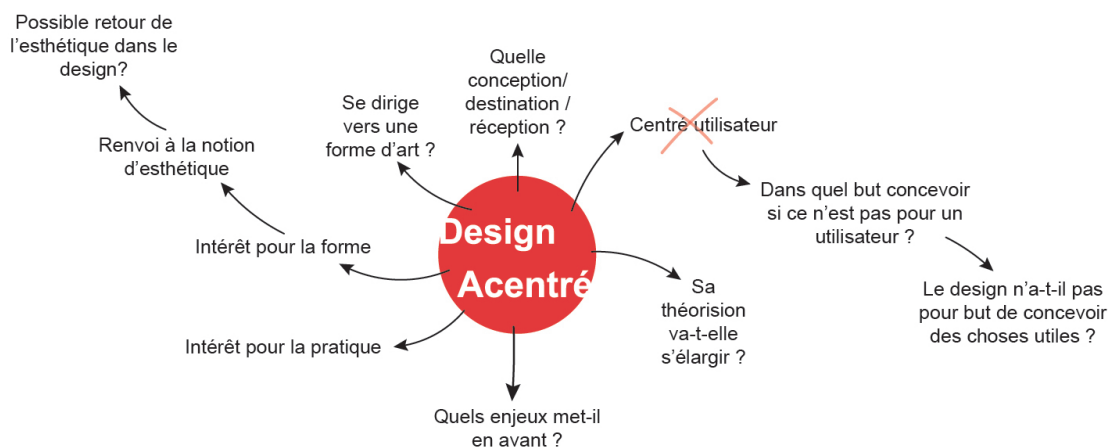 Possible retour de
l'esthétique dans le
design?
Renvoi à la notion
d'esthétique
Intérêt pour la forme
Intérêt pour la pratique
Se dirige
vers une
forme d'art ?
Quelle
conception/
destination /
réception ?
Centré utilisateur
Dans quel but concevoir
si ce n'est pas pour un
utilisateur ?
Le design n'a-t-il pas
pour but de concevoir
des choses utiles ?
Design
Acentré
Sa
théorision
va-t-elle
s'élargir ?
Quels enjeux met-il
en avant ?